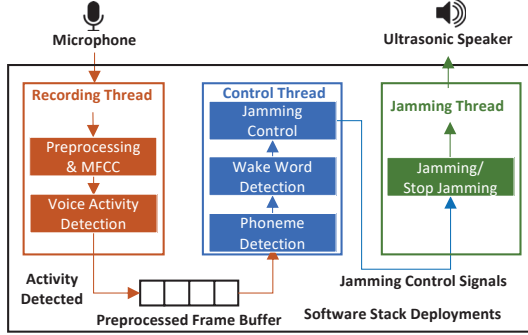 Microphone
Ultrasonic Speaker
Recording Thread
Preprocessing
& MFCC
Voice Activity
Detection
Control Thread
Jamming
Control
Wake Word
Detection
Phoneme
Detection
Jamming Thread
Jamming/
Stop Jamming
Activity
Detected
Preprocessed Frame Buffer
Jamming Control Signals
Software Stack Deployments